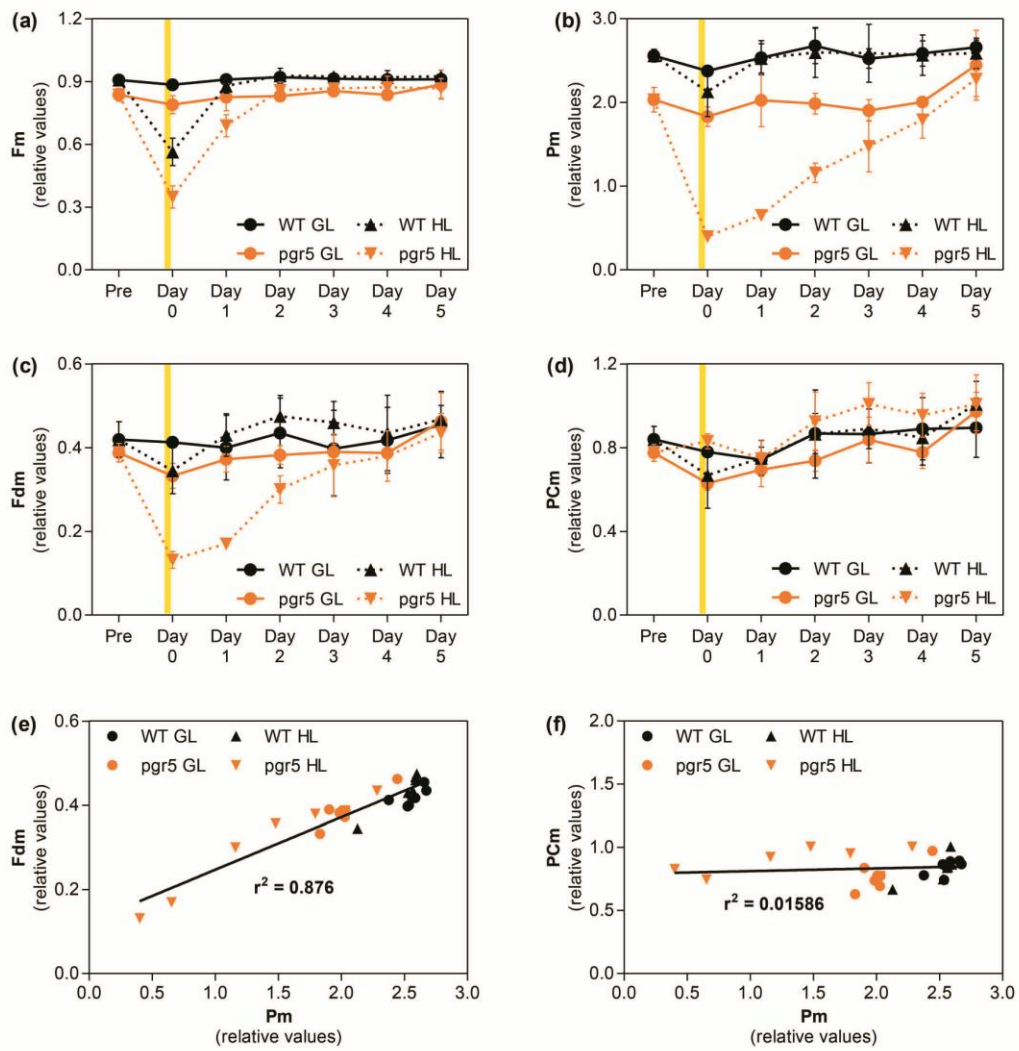 (a)
1.2
0.9
0.6
0.3
0.0
Fm
(relative values)
WT GL WT HL
pgr5 GL pgr5 HL
Pre Day Day Day Day Day Day
0 1 2 3 4 5
(b)
3.0
2.0
1.0
0.0
Pm
(relative values)
WT GL WT HL
pgr5 GL pgr5 HL
Pre Day Day Day Day Day Day
0 1 2 3 4 5
(c)
0.6
0.4
0.2
0.0
Fdm
(relative values)
WT GL WT HL
pgr5 GL pgr5 HL
Pre Day Day Day Day Day Day
0 1 2 3 4 5
(d)
1.2
0.8
0.4
0.0
PCm
(relative values)
WT GL WT HL
pgr5 GL pgr5 HL
Pre Day Day Day Day Day Day
0 1 2 3 4 5
(e)
0.6
0.4
0.2
0.0
Fdm
(relative values)
WT GL WT HL
pgr5 GL pgr5 HL
r² = 0.876
0.0 0.5 1.0 1.5 2.0 2.5 3.0
Pm
(relative values)
(f)
2.0
1.5
1.0
0.5
0.0
PCm
(relative values)
WT GL WT HL
pgr5 GL pgr5 HL
r² = 0.01586
0.0 0.5 1.0 1.5 2.0 2.5 3.0
Pm
(relative values)